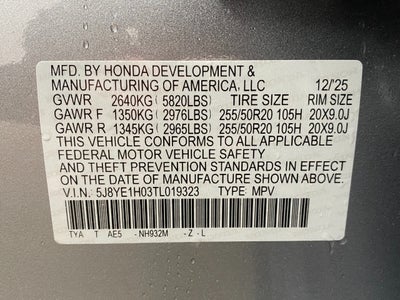 MFD. BY HONDA DEVELOPMENT &
MANUFACTURING OF AMERICA, LLC 12/25
GVWR 2640KG (5820LBS) TIRE SIZE RIM SIZE
GAWR F 1350KG (2976LBS) 255/50R20 105H 20X9.0J
GAWR R 1345KG (2965LBS) 255/50R20 105H 20X9.0J
THIS VEHICLE CONFORMS TO ALL APPLICABLE
FEDERAL MOTOR VEHICLE SAFETY
AND THEFT PREVENTION STANDARDS IN EFFECT
ON THE DATE OF MANUFACTURE SHOWN ABOVE.
V.I.N.: 5J8YE1H03TL019323 TYPE: MPV
TYA T AE5 - NH932M - Z - L